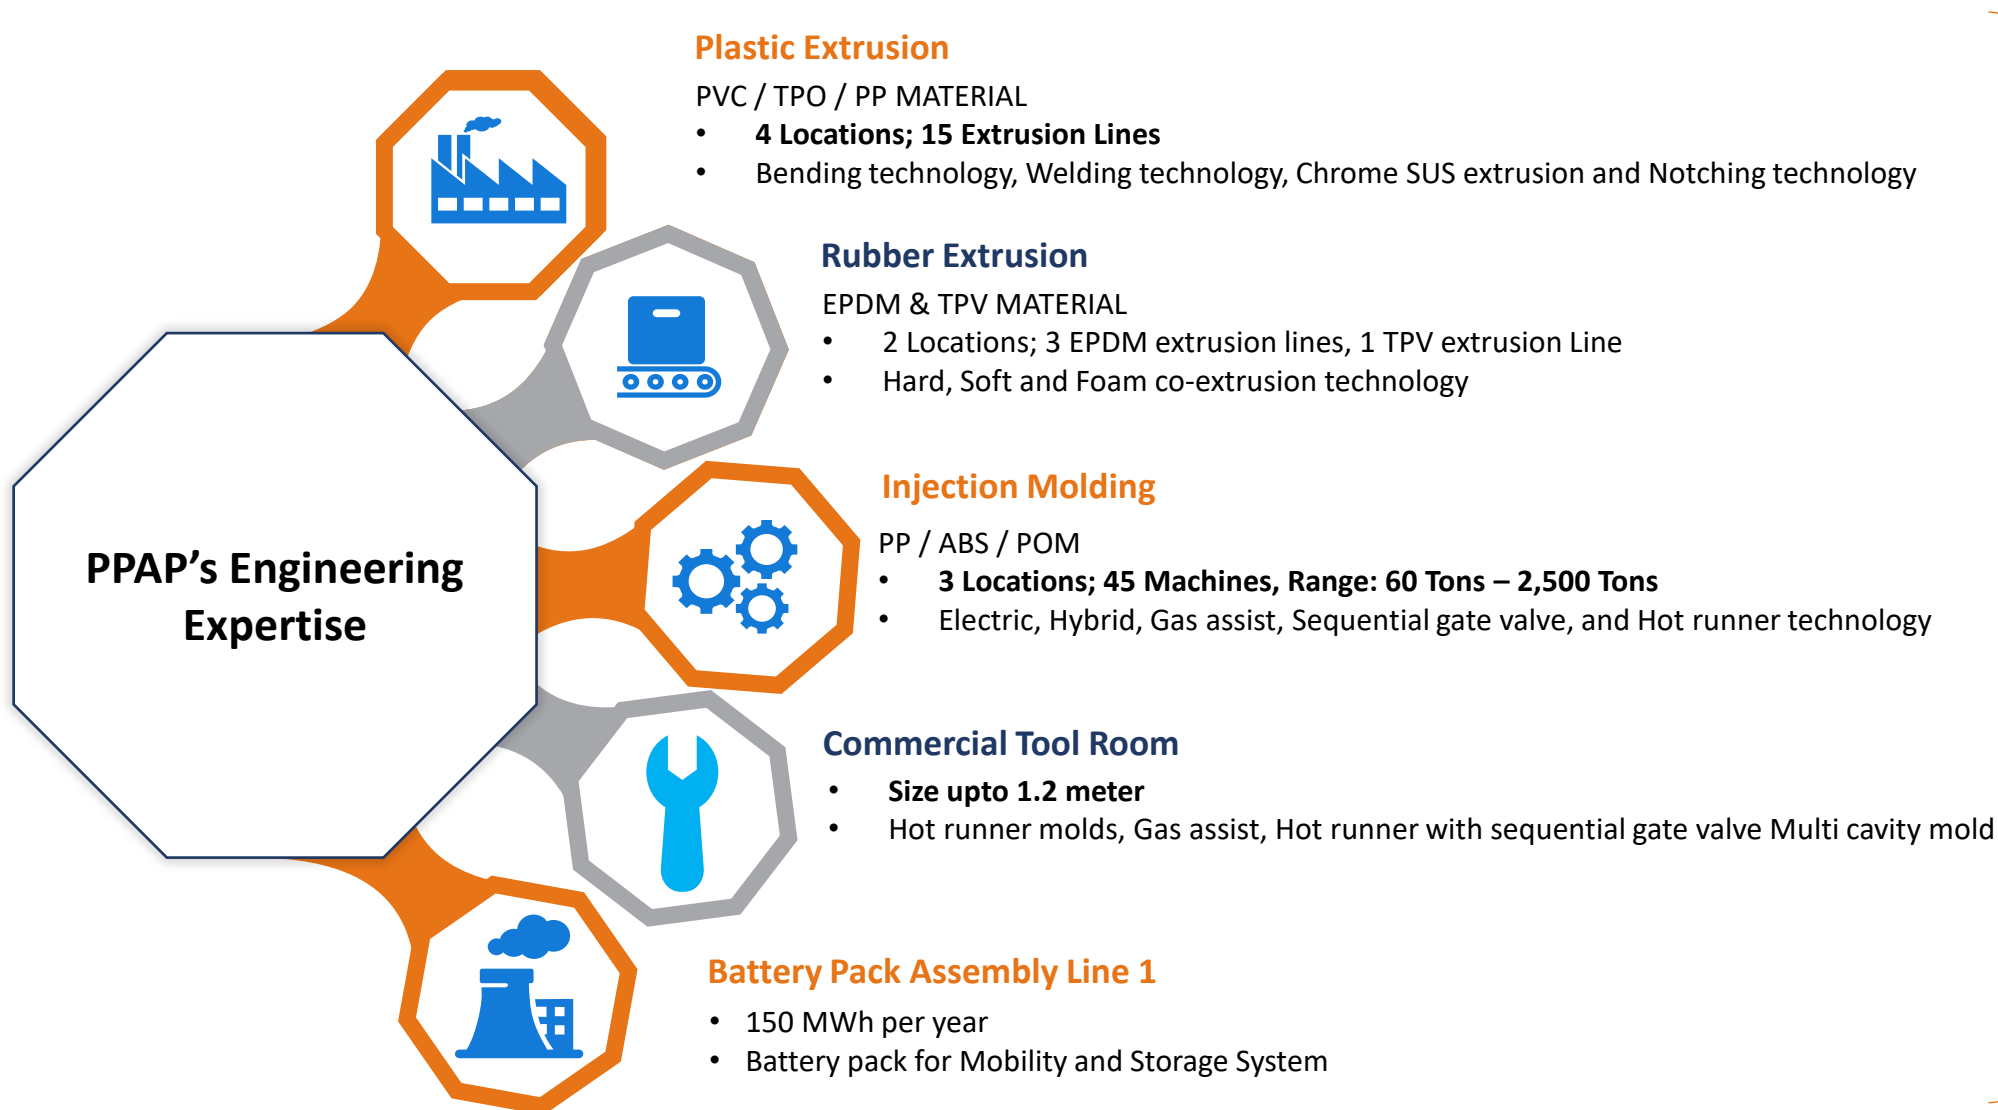 PPAP’s Engineering
Expertise
Plastic Extrusion
PVC / TPO / PP MATERIAL
• 4 Locations; 15 Extrusion Lines
• Bending technology, Welding technology, Chrome SUS extrusion and Notching technology
Rubber Extrusion
EPDM & TPV MATERIAL
• 2 Locations; 3 EPDM extrusion lines, 1 TPV extrusion Line
• Hard, Soft and Foam co-extrusion technology
Injection Molding
PP / ABS / POM
• 3 Locations; 45 Machines, Range: 60 Tons – 2,500 Tons
• Electric, Hybrid, Gas assist, Sequential gate valve, and Hot runner technology
Commercial Tool Room
• Size upto 1.2 meter
• Hot runner molds, Gas assist, Hot runner with sequential gate valve Multi cavity mold
Battery Pack Assembly Line 1
• 150 MWh per year
• Battery pack for Mobility and Storage System